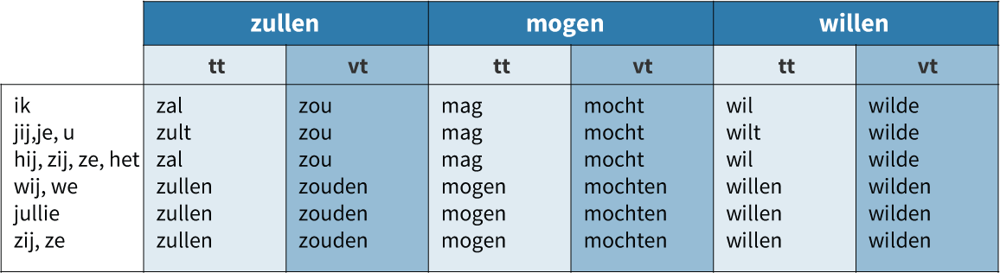 zullen mogen willen
tt vt tt vt tt vt
ik zal zou mag mocht wil wilde
jij,je, u zult zou mag mocht wilt wilde
hij, zij, ze, het zal zou mag mocht wil wilde
wij, we zullen zouden mogen mochten willen wilden
jullie zullen zouden mogen mochten willen wilden
zij, ze zullen zouden mogen mochten willen wilden